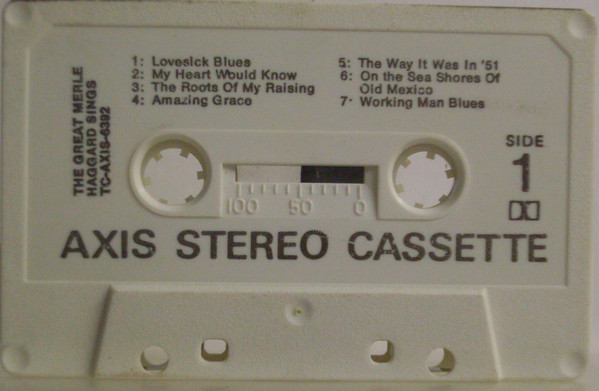 THE GREAT MERLE
HAGGARD SINGS
TC-AXIS-6392
1: Lovesick Blues
2: My Heart Would Know
3: The Roots Of My Raising
4: Amazing Grace
5: The Way It Was In '51
6: On the Sea Shores Of
Old Mexico
7· Working Man Blues
SIDE
1
100 50 0
AXIS STEREO CASSETTE